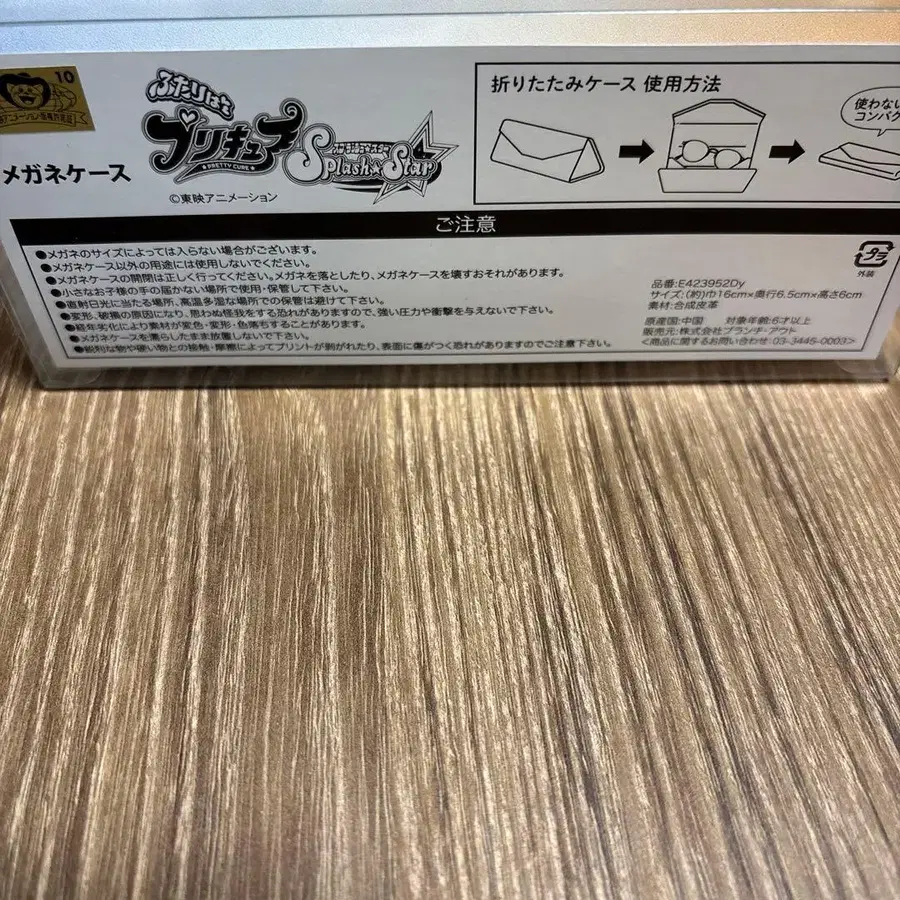 10
ふたりは
プリキュア
PRETTY CURE
スプラッシュ☆スター
Splash★Star
メガネケース
©東映アニメーション
折りたたみケース 使用方法
使わない
コンパク
ご注意
●メガネのサイズによっては入らない場合がございます。
●メガネケース以外の用途には使用しないでください。
●メガネケースの開閉は正しく行ってください。メガネを落としたり、メガネケースを壊すおそれがあります。
●小さなお子様の手の届かない場所で使用・保管して下さい。
●直射日光に当たる場所、高温多湿な場所での保管は避けて下さい。
●変形、破損の原因になり、思わぬ怪我をする恐れがありますので、強い圧力や衝撃を与えないで下さい。
●経年劣化により素材が変色・変形・色落ちすることがあります。
●メガネケースを濡らしたまま放置しないで下さい。
●鋭利な物や硬い物との接触・摩擦によってプリントが剥がれたり、表面に傷がつく恐れがありますのでご注意下さい。
プラ
外装
品番:E423952Dy
サイズ:(約)巾16cm×奥行6.5cm×高さ6cm
素材:合成皮革
原産国:中国 対象年齢:6才以上
販売元:株式会社ブランチ・アウト
<商品に関するお問い合わせ:03-3445-0003>